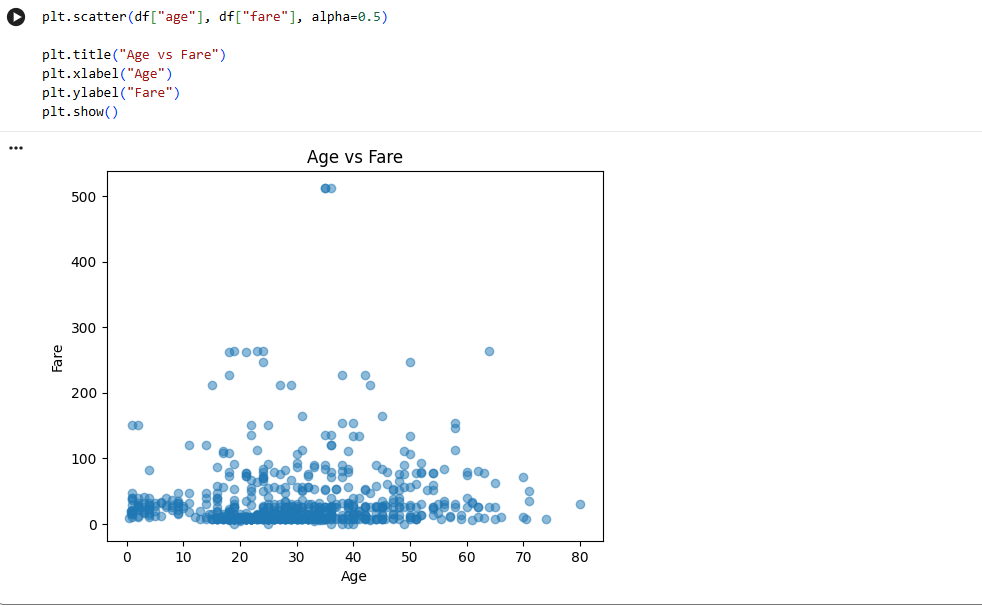 plt.scatter(df["age"], df["fare"], alpha=0.5)
plt.title("Age vs Fare")
plt.xlabel("Age")
plt.ylabel("Fare")
plt.show()
Age vs Fare
500
400
300
200
100
0
Fare
0 10 20 30 40 50 60 70 80
Age